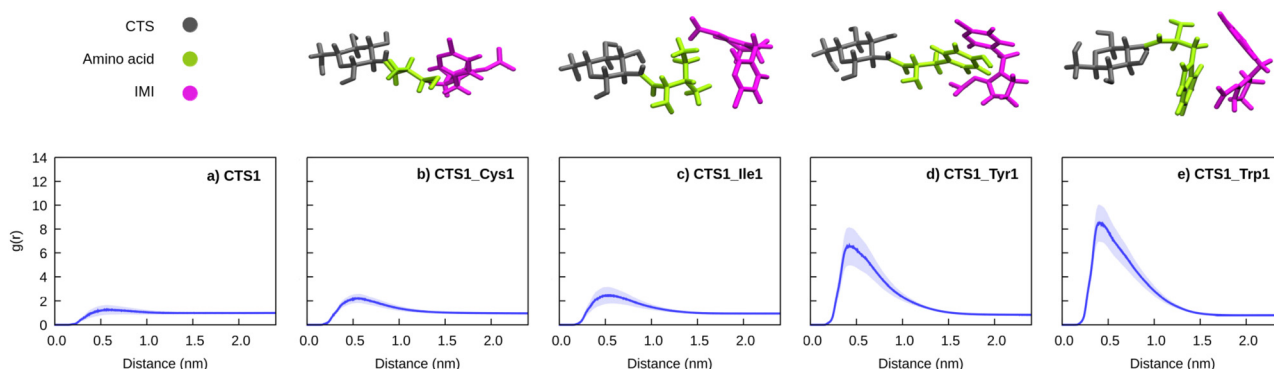 CTS
Amino acid
IMI
a) CTS1
b) CTS1_Cys1
c) CTS1_Ile1
d) CTS1_Tyr1
e) CTS1_Trp1
g(r)
14
12
10
8
6
4
2
0
0.0 0.5 1.0 1.5 2.0
0.0 0.5 1.0 1.5 2.0
0.0 0.5 1.0 1.5 2.0
0.0 0.5 1.0 1.5 2.0
0.0 0.5 1.0 1.5 2.0
Distance (nm)
Distance (nm)
Distance (nm)
Distance (nm)
Distance (nm)